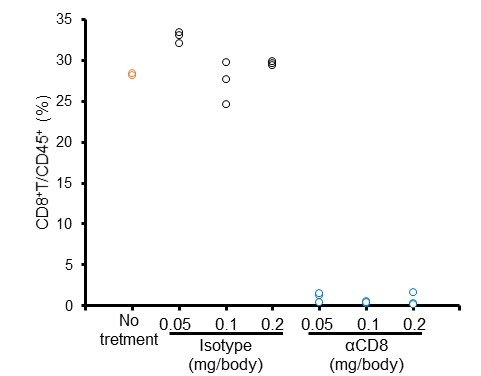 35
30
25
20
15
10
5
0
CD8⁺T/CD45⁺ (%)
No
tretment
0.05 0.1 0.2 0.05 0.1 0.2
Isotype
(mg/body)
αCD8
(mg/body)